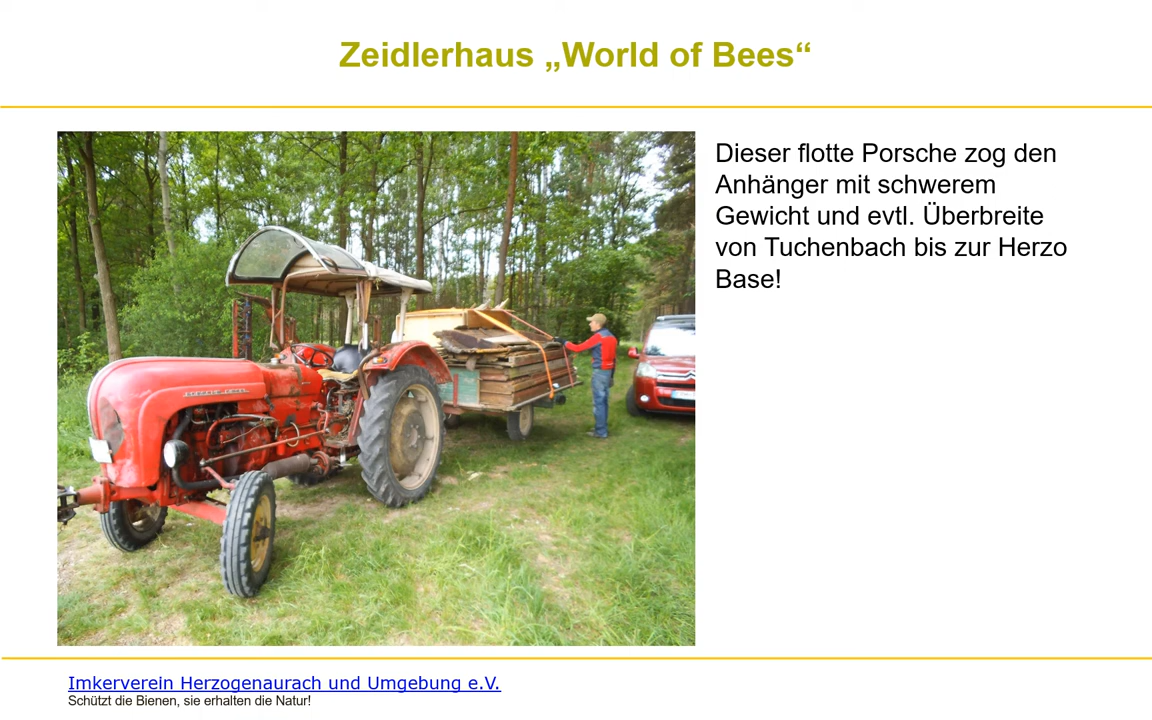 Zeidlerhaus „World of Bees“
Dieser flotte Porsche zog den
Anhänger mit schwerem
Gewicht und evtl. Überbreite
von Tuchenbach bis zur Herzo
Base!
Imkerverein Herzogenaurach und Umgebung e.V.
Schützt die Bienen, sie erhalten die Natur!